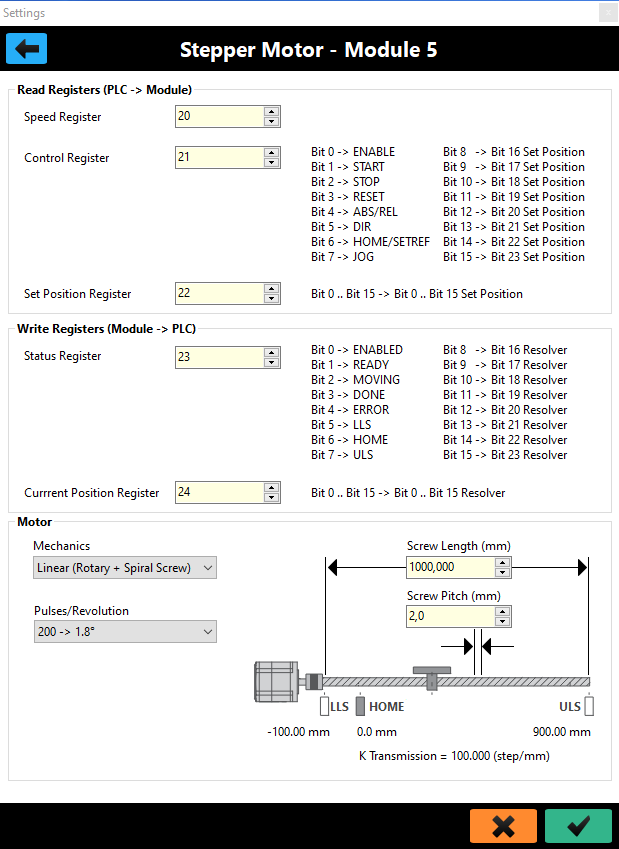 Settings
Stepper Motor - Module 5
Read Registers (PLC -> Module)
Speed Register 20
Control Register 21
Bit 0 -> ENABLE Bit 8 -> Bit 16 Set Position
Bit 1 -> START Bit 9 -> Bit 17 Set Position
Bit 2 -> STOP Bit 10 -> Bit 18 Set Position
Bit 3 -> RESET Bit 11 -> Bit 19 Set Position
Bit 4 -> ABS/REL Bit 12 -> Bit 20 Set Position
Bit 5 -> DIR Bit 13 -> Bit 21 Set Position
Bit 6 -> HOME/SETREF Bit 14 -> Bit 22 Set Position
Bit 7 -> JOG Bit 15 -> Bit 23 Set Position
Set Position Register 22 Bit 0 .. Bit 15 -> Bit 0 .. Bit 15 Set Position
Write Registers (Module -> PLC)
Status Register 23
Bit 0 -> ENABLED Bit 8 -> Bit 16 Resolver
Bit 1 -> READY Bit 9 -> Bit 17 Resolver
Bit 2 -> MOVING Bit 10 -> Bit 18 Resolver
Bit 3 -> DONE Bit 11 -> Bit 19 Resolver
Bit 4 -> ERROR Bit 12 -> Bit 20 Resolver
Bit 5 -> LLS Bit 13 -> Bit 21 Resolver
Bit 6 -> HOME Bit 14 -> Bit 22 Resolver
Bit 7 -> ULS Bit 15 -> Bit 23 Resolver
Currrent Position Register 24 Bit 0 .. Bit 15 -> Bit 0 .. Bit 15 Resolver
Motor
Mechanics
Linear (Rotary + Spiral Screw)
Pulses/Revolution
200 -> 1.8°
Screw Length (mm)
1000,000
Screw Pitch (mm)
2,0
LLS HOME ULS
-100.00 mm 0.0 mm 900.00 mm
K Transmission = 100.000 (step/mm)